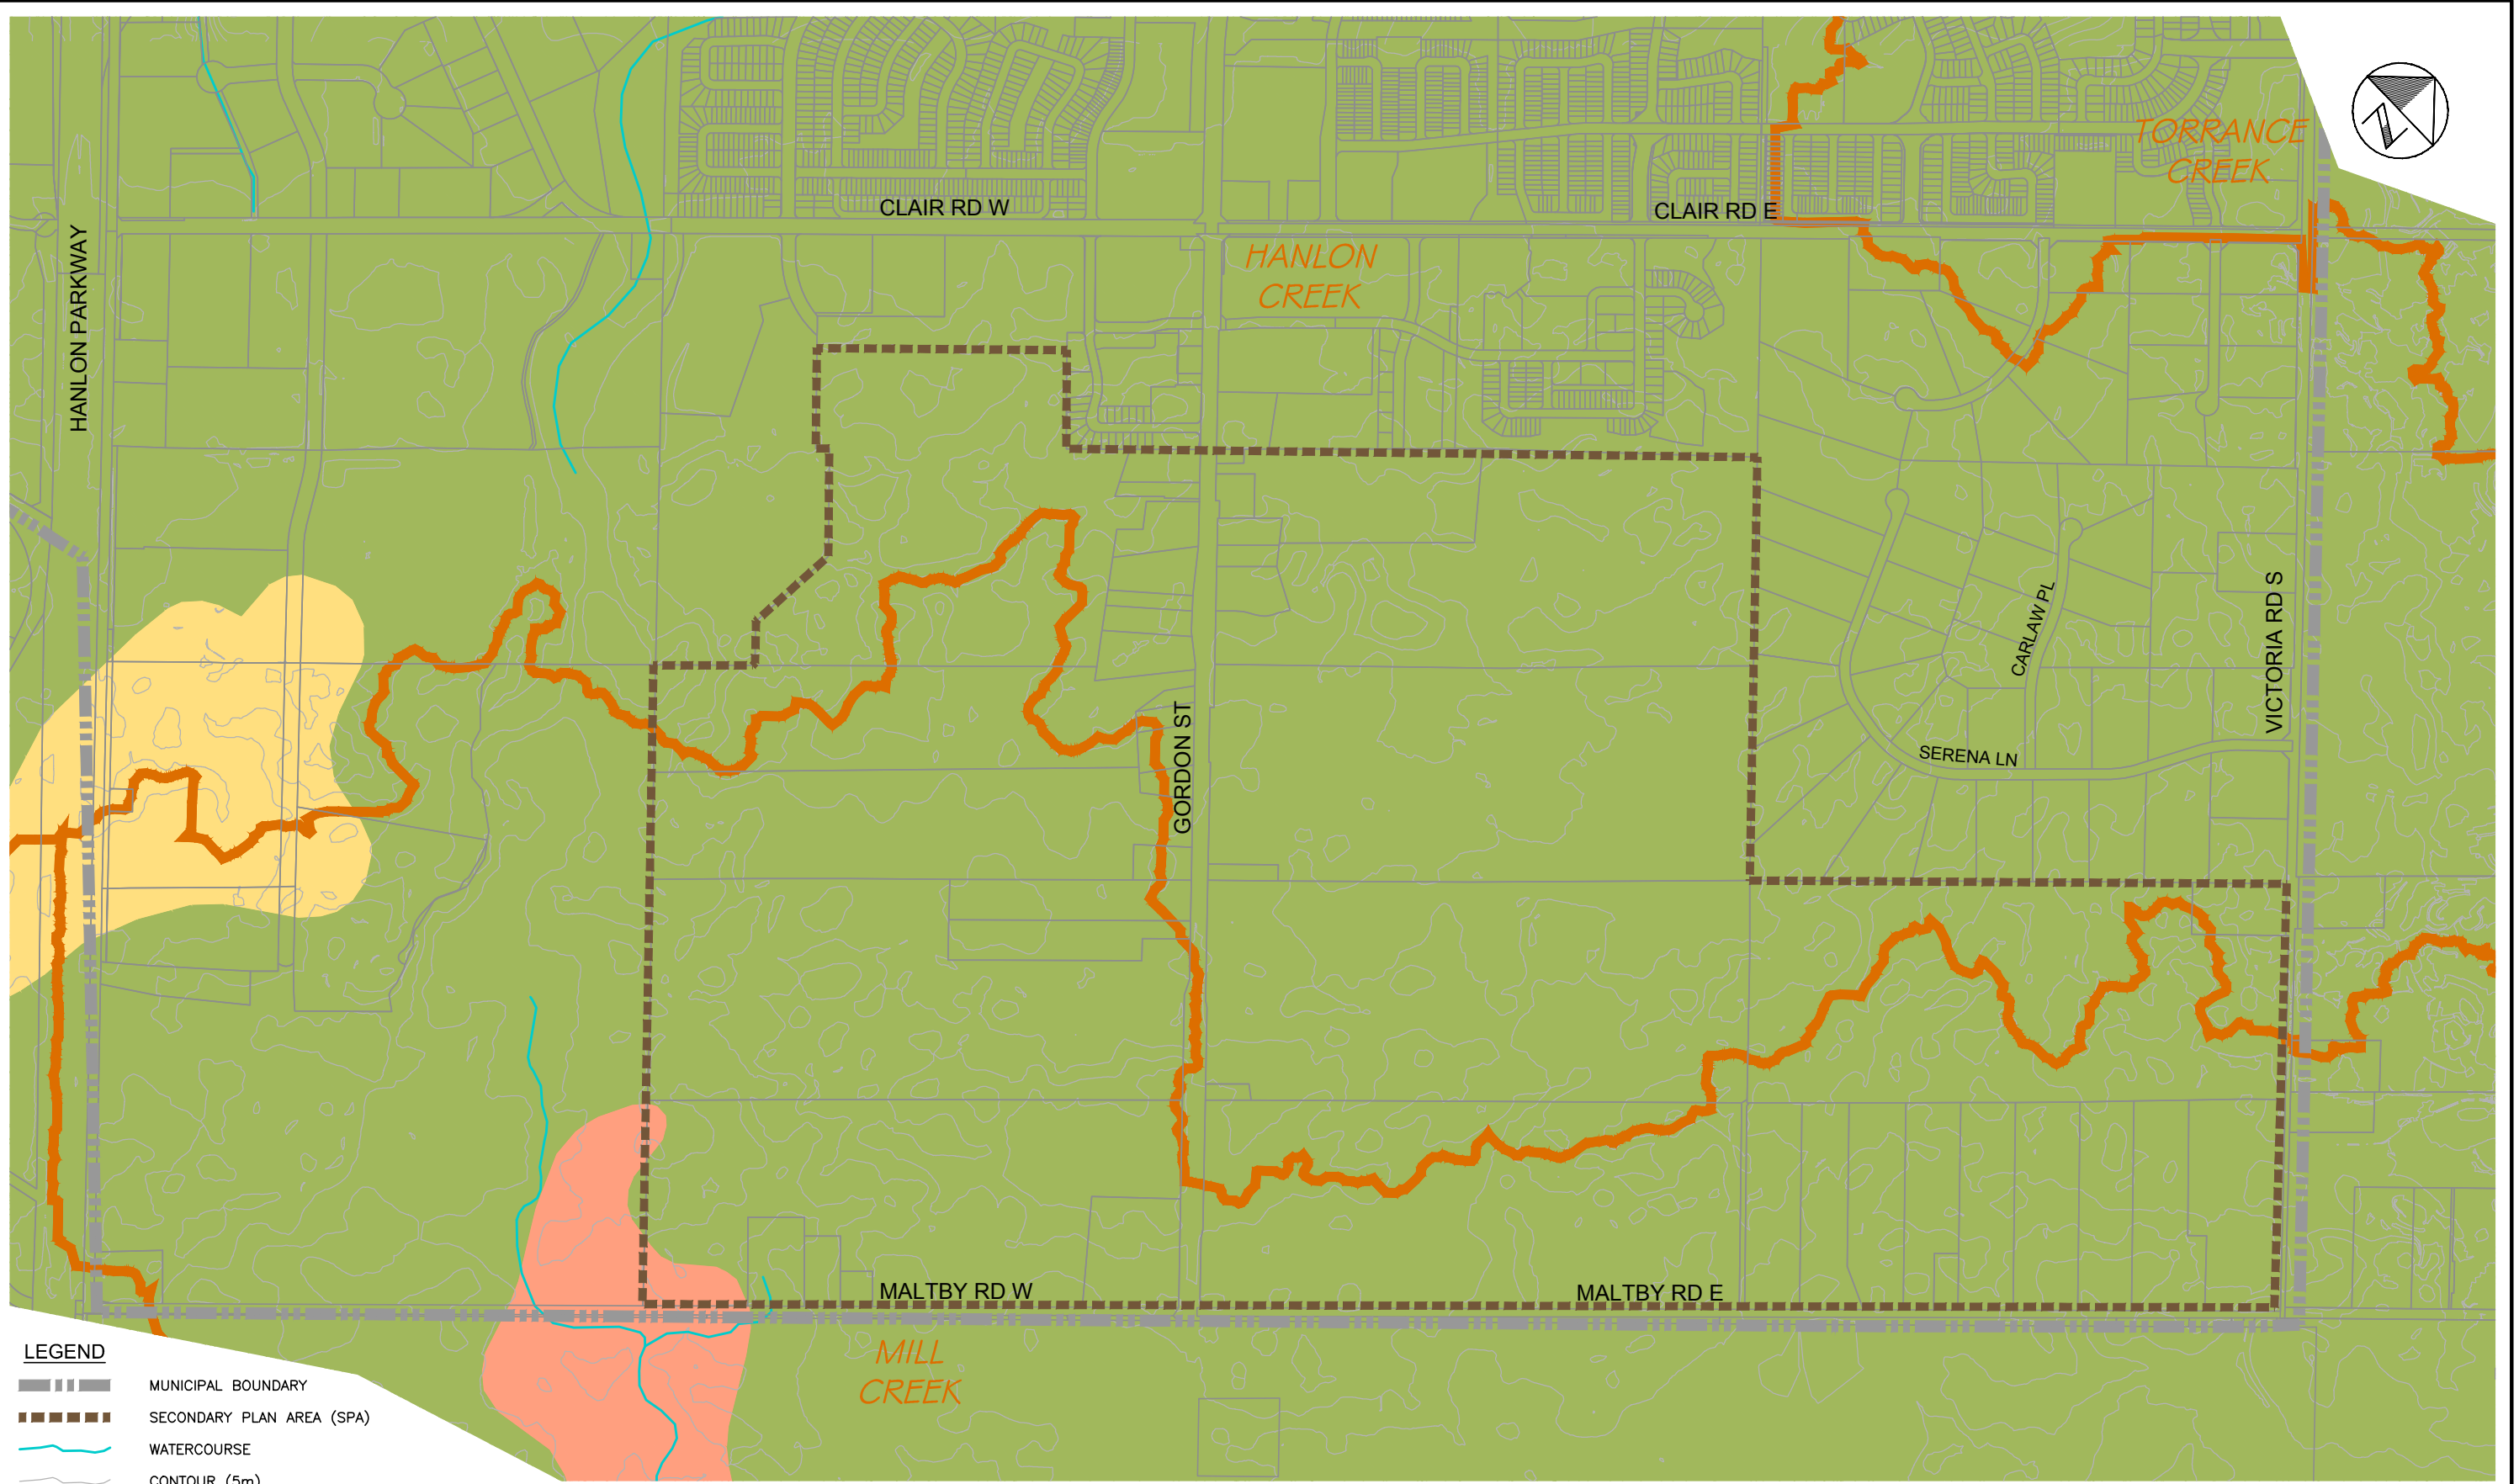 TORRANCE
CREEK
CLAIR RD W
CLAIR RD E
HANLON
CREEK
HANLON PARKWAY
CARLAW PL
VICTORIA RD S
GORDON ST
SERENA LN
MALTBY RD W
MALTBY RD E
MILL
CREEK
LEGEND
MUNICIPAL BOUNDARY
SECONDARY PLAN AREA (SPA)
WATERCOURSE
CONTOUR (5m)